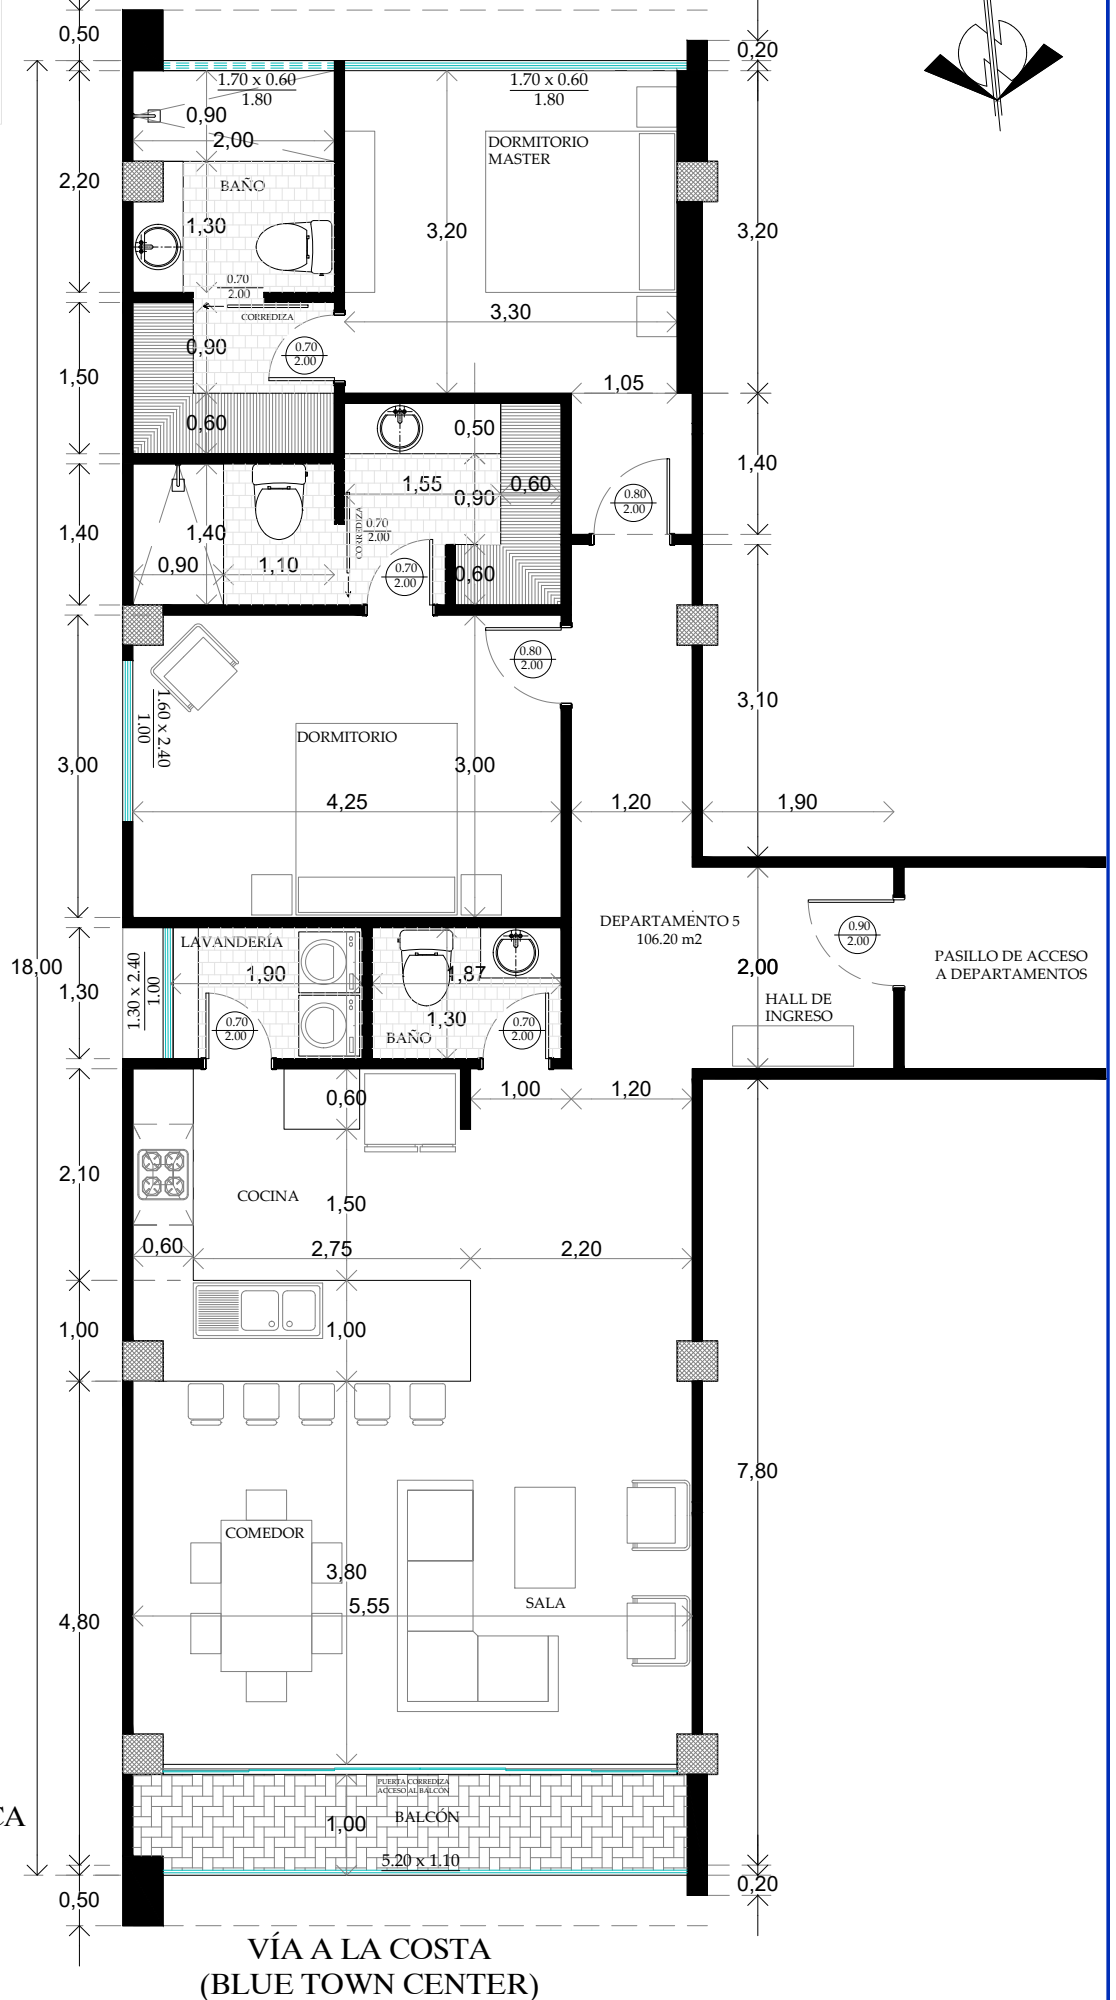 0,50
0,20
1.70 x 0.60
1.80
1.70 x 0.60
1.80
0,90
2,00
DORMITORIO
MASTER
2,20
BAÑO
1,30
3,20
3,20
0.70
2.00
CORREDIZA
3,30
0,90
0.70
2.00
1,50
1,05
0,60
0,50
1,40
1,55
0,90
0,60
0.80
2.00
1,40
1,40
CORREDIZA
0.70
2.00
0,90
1,10
0.70
2.00
0,60
0.80
2.00
1.60 x 2.40
1.00
3,10
DORMITORIO
3,00
3,00
4,25
1,20
1,90
DEPARTAMENTO 5
106.20 m2
0.90
2.00
LAVANDERÍA
PASILLO DE ACCESO
A DEPARTAMENTOS
18,00
1.30 x 2.40
1.00
1,90
1,87
2,00
1,30
HALL DE
INGRESO
1,30
0.70
2.00
BAÑO
0.70
2.00
0,60
1,00
1,20
2,10
COCINA
1,50
0,60
2,75
2,20
1,00
1,00
7,80
COMEDOR
3,80
SALA
5,55
4,80
PUERTA CORREDIZA
ACCESO AL BALCÓN
CA
BALCÓN
1,00
5.20 x 1.10
0,20
0,50
VÍA A LA COSTA
(BLUE TOWN CENTER)